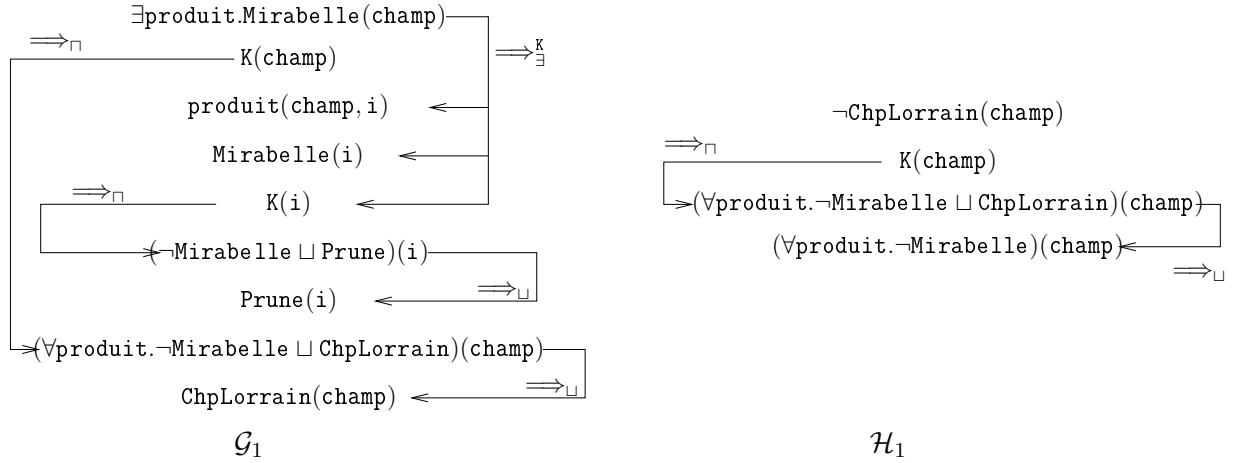 ∃produit.Mirabelle(champ)
⟹⊓
⟹∃K
K(champ)
produit(champ, i)
Mirabelle(i)
⟹⊓
K(i)
(¬Mirabelle ⊔ Prune)(i)
Prune(i)
⟹⊔
(∀produit.¬Mirabelle ⊔ ChpLorrain)(champ)
ChpLorrain(champ)
⟹⊔
𝒢1
¬ChpLorrain(champ)
⟹⊓
K(champ)
(∀produit.¬Mirabelle ⊔ ChpLorrain)(champ)
(∀produit.¬Mirabelle)(champ)
⟹⊔
ℋ1